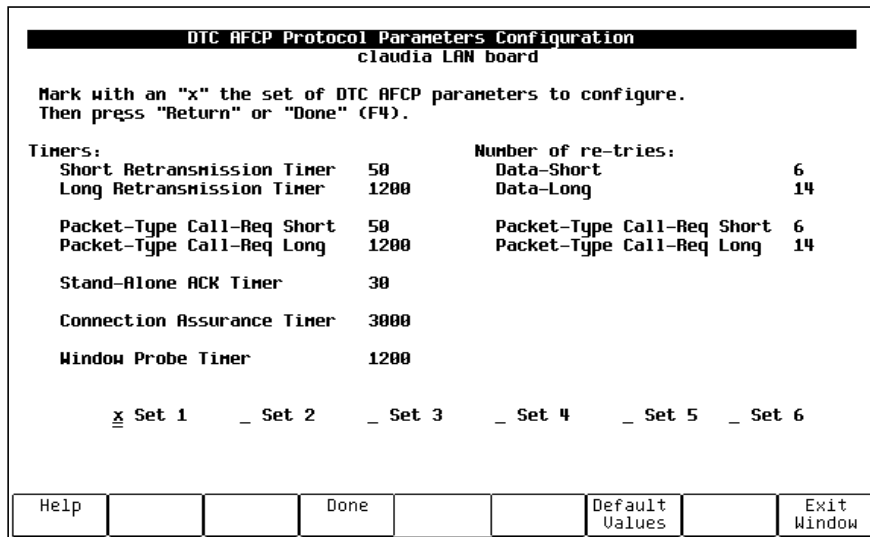 DTC AFCP Protocol Parameters Configuration
claudia LAN board
Mark with an "x" the set of DTC AFCP parameters to configure.
Then press "Return" or "Done" (F4).
Timers: Number of re-tries:
Short Retransmission Timer 50 Data-Short 6
Long Retransmission Timer 1200 Data-Long 14
Packet-Type Call-Req Short 50 Packet-Type Call-Req Short 6
Packet-Type Call-Req Long 1200 Packet-Type Call-Req Long 14
Stand-Alone ACK Timer 30
Connection Assurance Timer 3000
Window Probe Timer 1200
x Set 1 _ Set 2 _ Set 3 _ Set 4 _ Set 5 _ Set 6
Help Done Default Exit
Values Window